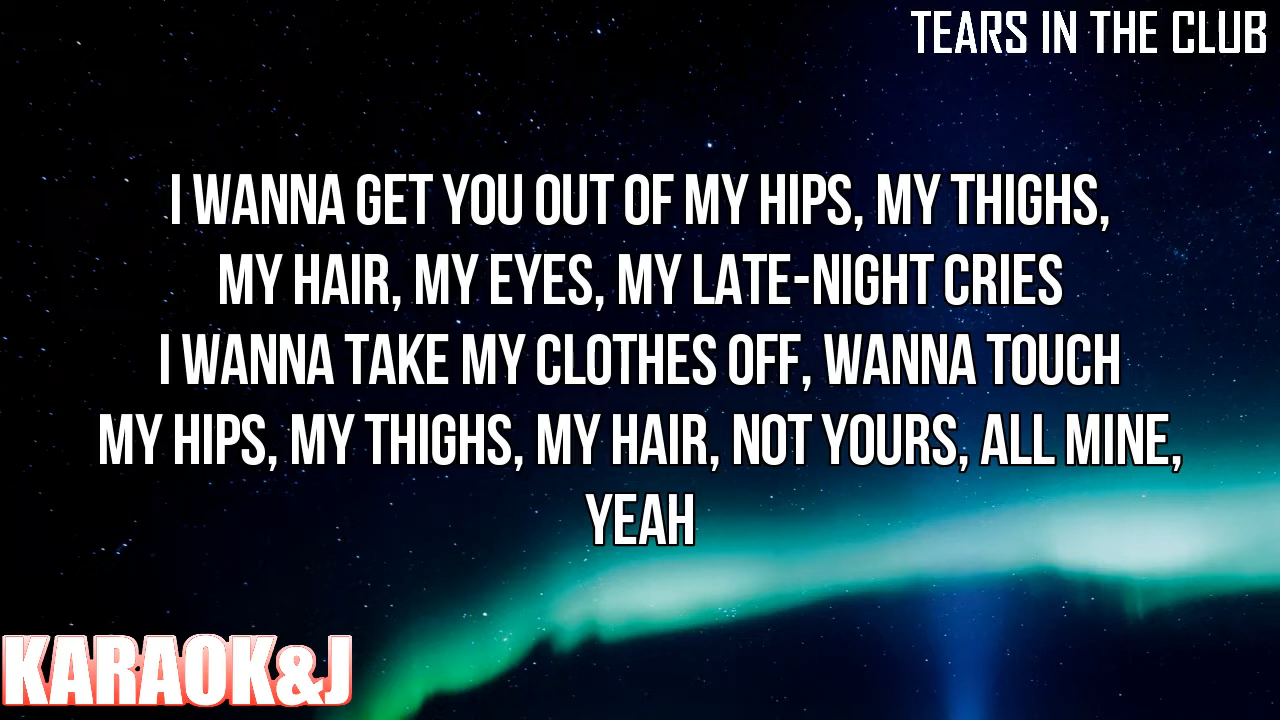 TEARS IN THE CLUB
I WANNA GET YOU OUT OF MY HIPS, MY THIGHS,
MY HAIR, MY EYES, MY LATE-NIGHT CRIES
I WANNA TAKE MY CLOTHES OFF, WANNA TOUCH
MY HIPS, MY THIGHS, MY HAIR, NOT YOURS, ALL MINE,
YEAH
KARAOK&J